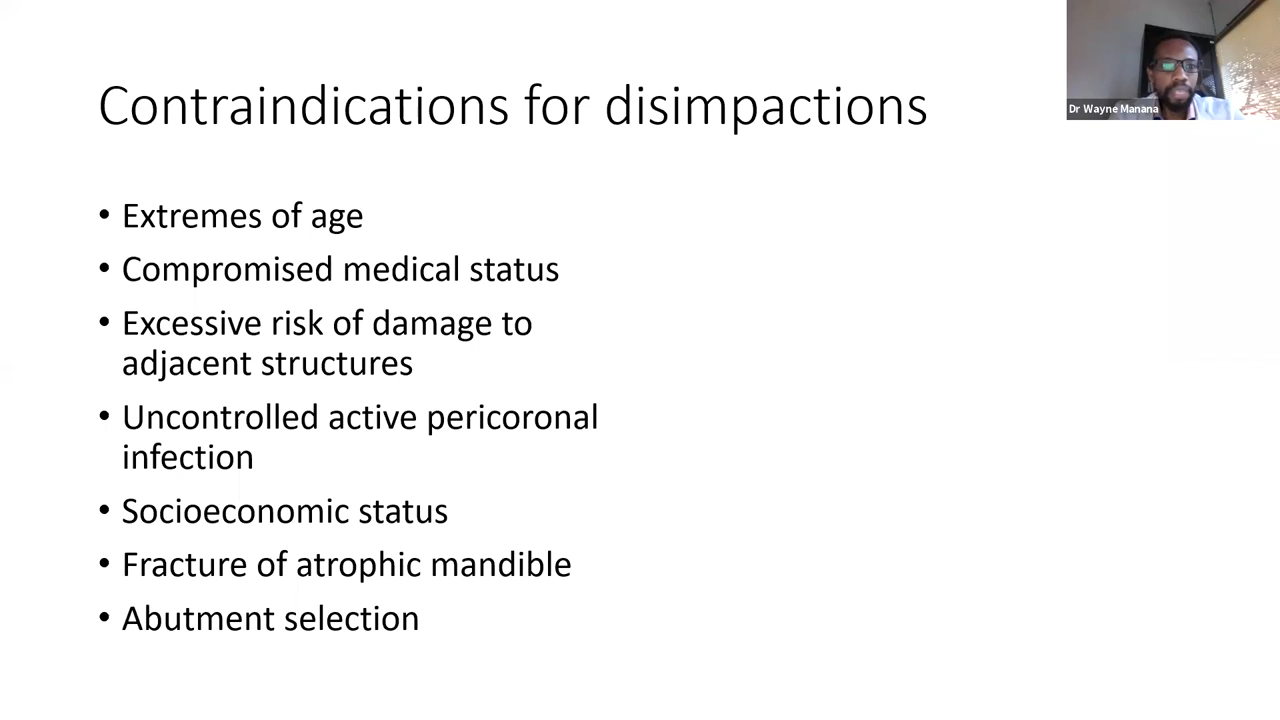 Contraindications for disimpactions
Dr Wayne Manana
• Extremes of age
• Compromised medical status
• Excessive risk of damage to
adjacent structures
• Uncontrolled active pericoronal
infection
• Socioeconomic status
• Fracture of atrophic mandible
• Abutment selection